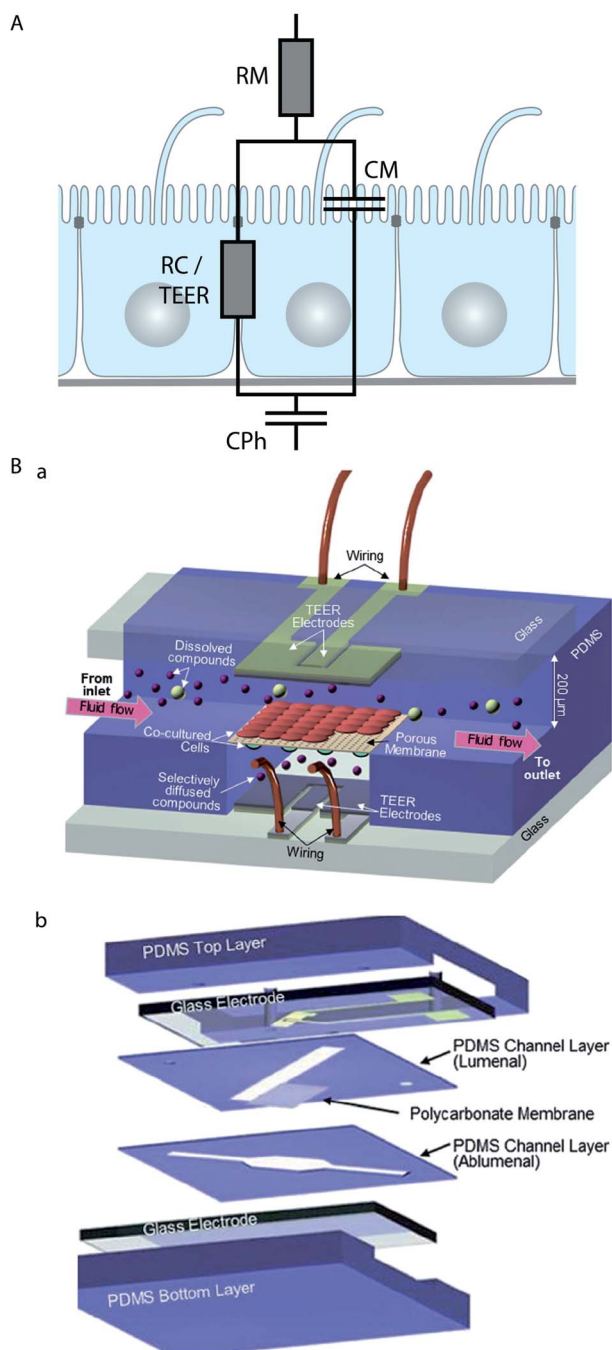 A
RM
CM
RC /
TEER
CPh
B a
Wiring
TEER
Electrodes
Glass
PDMS
Dissolved
compounds
200 µm
From
inlet
Fluid flow
Co-cultured
Cells
Porous
Membrane
Fluid flow
To
outlet
Selectively
diffused
compounds
TEER
Electrodes
Wiring
Glass
b
PDMS Top Layer
Glass Electrode
PDMS Channel Layer
(Lumenal)
Polycarbonate Membrane
PDMS Channel Layer
(Ablumenal)
Glass Electrode
PDMS Bottom Layer